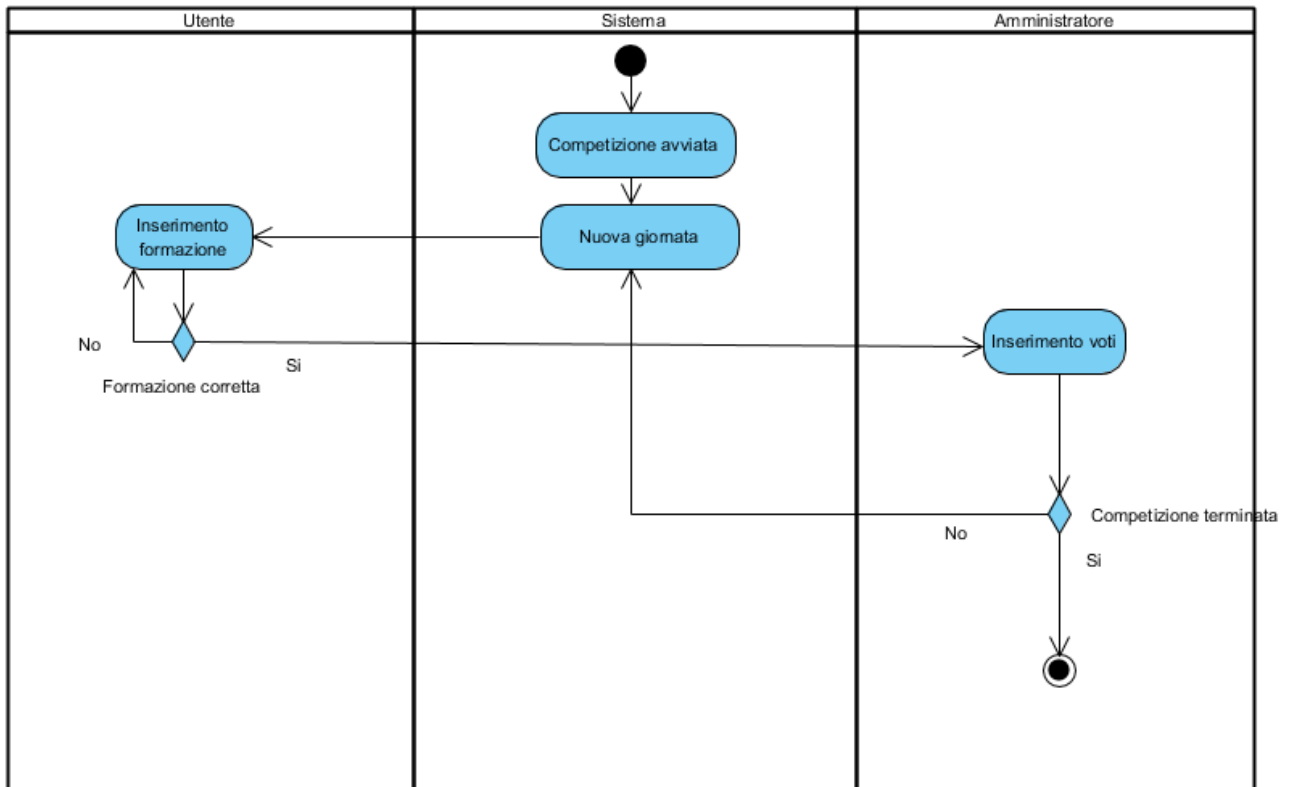 Utente
Sistema
Amministratore
Competizione avviata
Inserimento
formazione
Nuova giornata
No
Si
Formazione corretta
Inserimento voti
No
Competizione terminata
Si